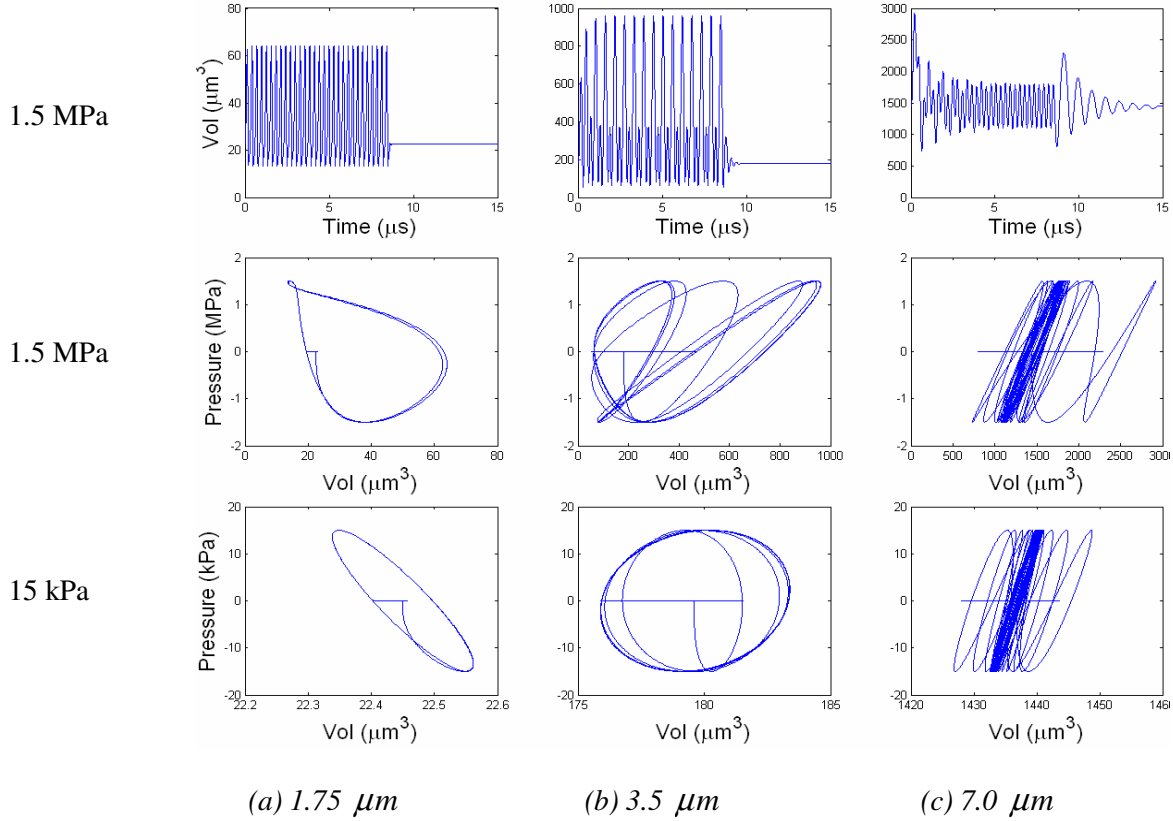 1.5 MPa
Vol (μm³)
80
60
40
20
0
0 5 10 15
Time (μs)
1000
800
600
400
200
0
0 5 10 15
Time (μs)
3000
2500
2000
1500
1000
500
0
0 5 10 15
Time (μs)
1.5 MPa
Pressure (MPa)
2
1
0
-1
-2
0 20 40 60 80
Vol (μm³)
2
1
0
-1
-2
0 200 400 600 800 1000
Vol (μm³)
2
1
0
-1
-2
0 500 1000 1500 2000 2500 3000
Vol (μm³)
15 kPa
Pressure (kPa)
20
10
0
-10
-20
22.2 22.3 22.4 22.5 22.6
Vol (μm³)
20
10
0
-10
-20
175 180 185
Vol (μm³)
20
10
0
-10
-20
1420 1430 1440 1450 1460
Vol (μm³)
(a) 1.75 μm
(b) 3.5 μm
(c) 7.0 μm